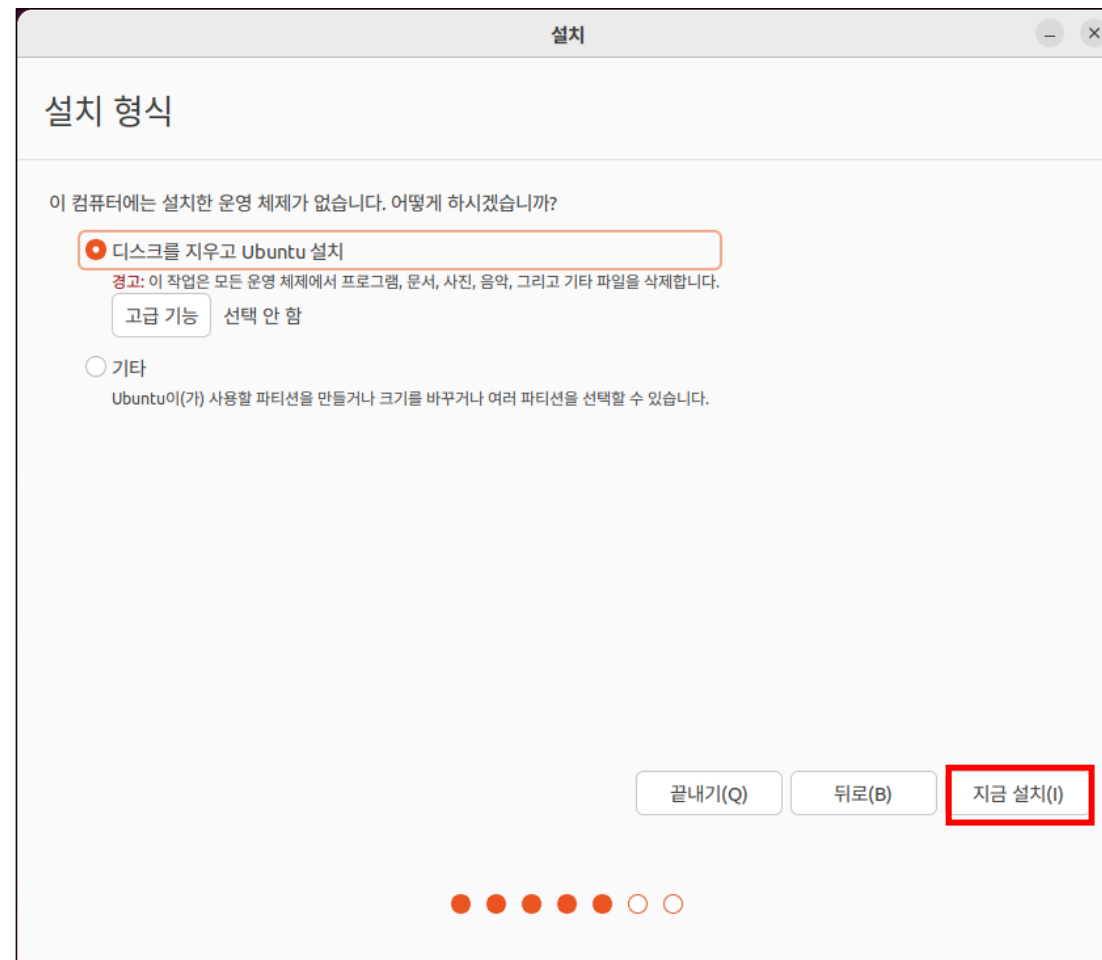 설치
설치 형식
이 컴퓨터에는 설치한 운영 체제가 없습니다. 어떻게 하시겠습니까?
디스크를 지우고 Ubuntu 설치
경고: 이 작업은 모든 운영 체제에서 프로그램, 문서, 사진, 음악, 그리고 기타 파일을 삭제합니다.
고급 기능 선택 안 함
기타
Ubuntu이(가) 사용할 파티션을 만들거나 크기를 바꾸거나 여러 파티션을 선택할 수 있습니다.
끝내기(Q) 뒤로(B) 지금 설치(I)